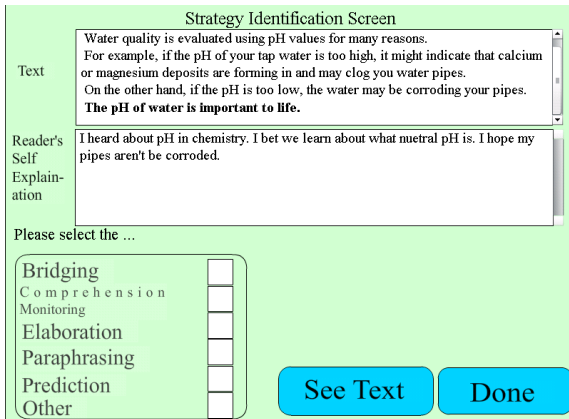 Strategy Identification Screen
Text
Water quality is evaluated using pH values for many reasons.
For example, if the pH of your tap water is too high, it might indicate that calcium
or magnesium deposits are forming in and may clog you water pipes.
On the other hand, if the pH is too low, the water may be corroding your pipes.
The pH of water is important to life.
Reader's
Self
Explain-
ation
I heard about pH in chemistry. I bet we learn about what nuetral pH is. I hope my
pipes aren't be corroded.
Please select the ...
Bridging
Comprehension
Monitoring
Elaboration
Paraphrasing
Prediction
Other
See Text
Done